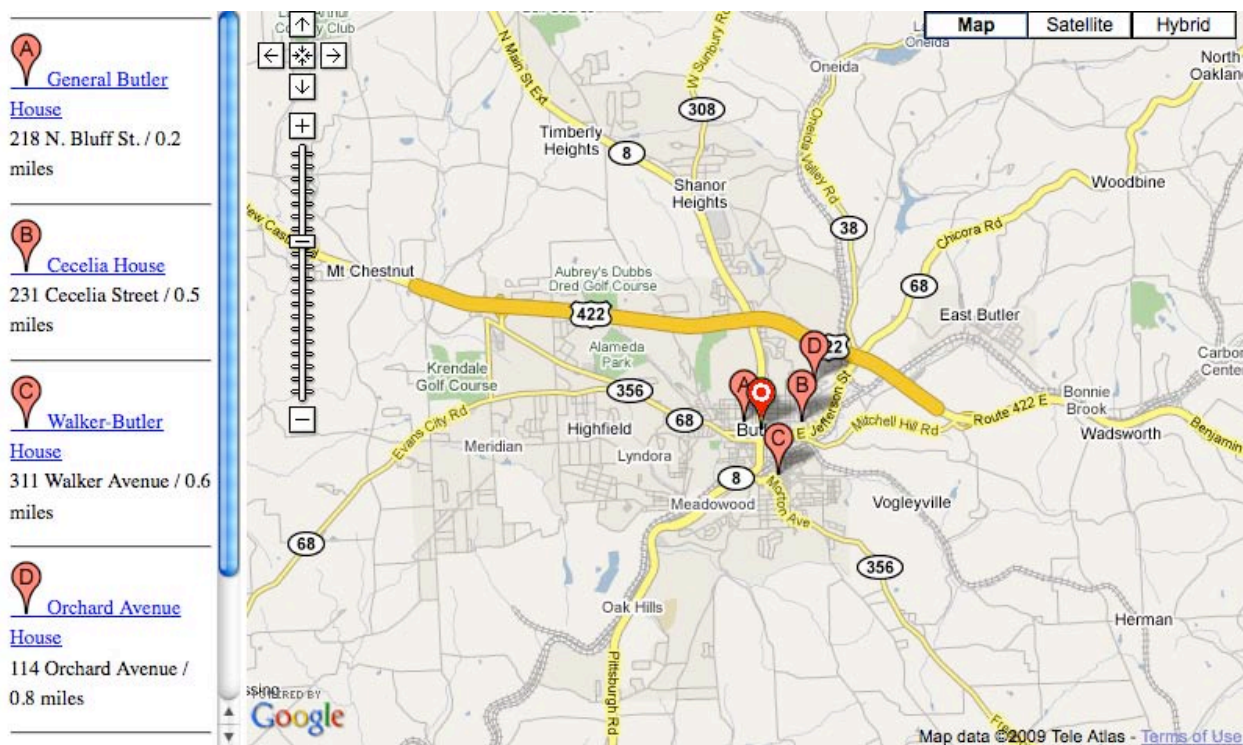 A
General Butler
House
218 N. Bluff St. / 0.2
miles
B
Cecelia House
231 Cecelia Street / 0.5
miles
C
Walker-Butler
House
311 Walker Avenue / 0.6
miles
D
Orchard Avenue
House
114 Orchard Avenue /
0.8 miles
Map
Satellite
Hybrid
N Main St Ext
W Sunbury Rd
Oneida
Oneida
North
Oneida Valley Rd
308
Timberly
Heights
8
Shanor
Heights
Woodbine
38
Chicora Rd
68
Mt Chestnut
Aubrey's Dubbs
Dred Golf Course
422
East Butler
Alameda
Park
D
22
Krendale
Golf Course
356
A
B
Bonnie
Brook
Route 422 E
Evans City Rd
Highfield
68
E Jefferson St
Mitchell Hill Rd
Wadsworth
Benjamin
Meridian
Lyndora
C
8
Meadowood
Morton Ave
Vogleyville
68
356
Oak Hills
Herman
Pittsburgh Rd
POWERED BY
Google
Map data ©2009 Tele Atlas - Terms of Use